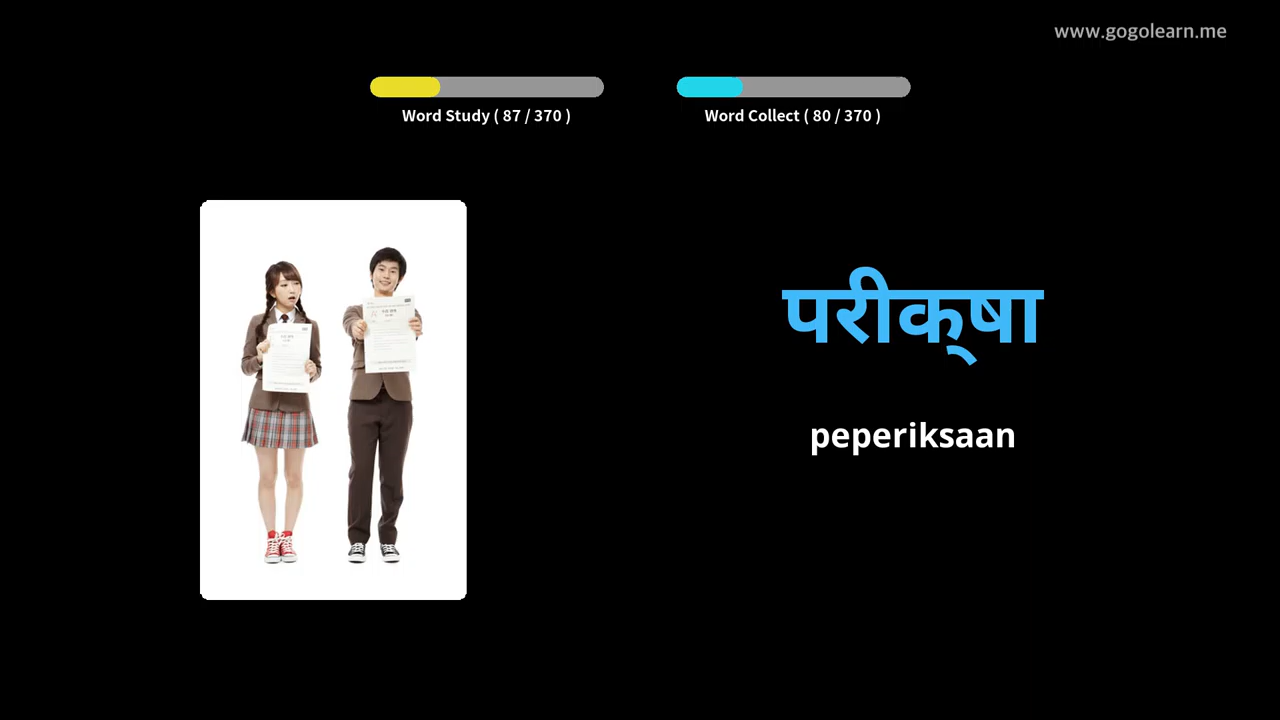 www.gogolearn.me
Word Study ( 87 / 370 )
Word Collect ( 80 / 370 )
परीक्‌षा
peperiksaan